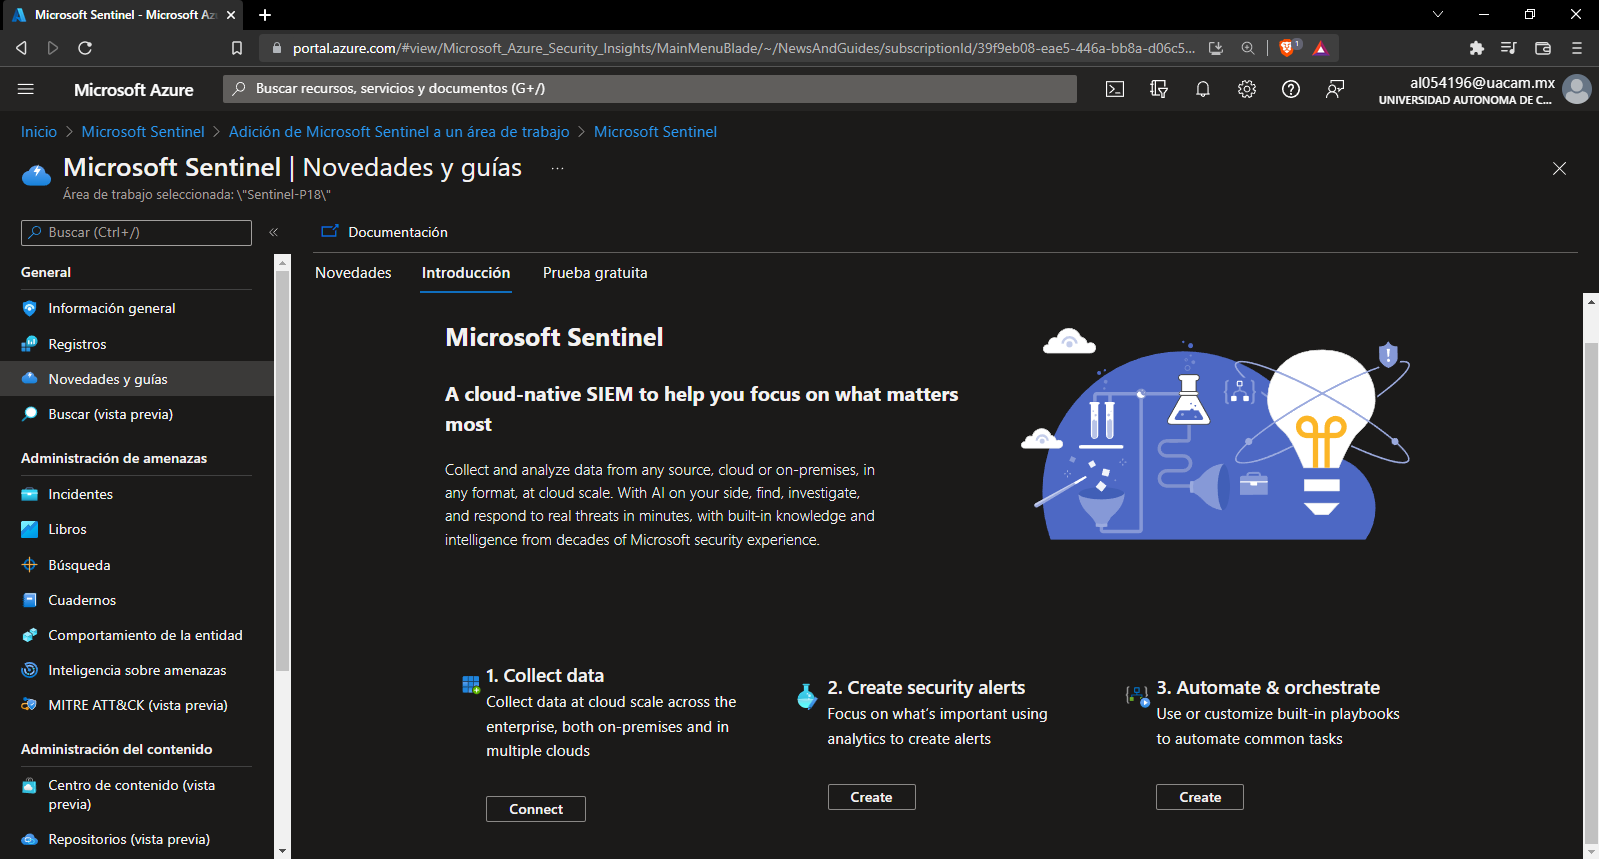 Microsoft Sentinel - Microsoft Az
portal.azure.com/#view/Microsoft_Azure_Security_Insights/MainMenuBlade/~/NewsAndGuides/subscriptionId/39f9eb08-eae5-446a-bb8a-d06c5...
1
Microsoft Azure
Buscar recursos, servicios y documentos (G+/)
al054196@uacam.mx
UNIVERSIDAD AUTONOMA DE C...
Inicio > Microsoft Sentinel > Adición de Microsoft Sentinel a un área de trabajo > Microsoft Sentinel
Microsoft Sentinel | Novedades y guías ...
Área de trabajo seleccionada: \"Sentinel-P18\"
Buscar (Ctrl+/)
«
General
Información general
Registros
Novedades y guías
Buscar (vista previa)
Administración de amenazas
Incidentes
Libros
Búsqueda
Cuadernos
Comportamiento de la entidad
Inteligencia sobre amenazas
MITRE ATT&CK (vista previa)
Administración del contenido
Centro de contenido (vista
previa)
Repositorios (vista previa)
Documentación
Novedades Introducción Prueba gratuita
Microsoft Sentinel
A cloud-native SIEM to help you focus on what matters
most
Collect and analyze data from any source, cloud or on-premises, in
any format, at cloud scale. With AI on your side, find, investigate,
and respond to real threats in minutes, with built-in knowledge and
intelligence from decades of Microsoft security experience.
1. Collect data
Collect data at cloud scale across the
enterprise, both on-premises and in
multiple clouds
Connect
2. Create security alerts
Focus on what's important using
analytics to create alerts
Create
3. Automate & orchestrate
Use or customize built-in playbooks
to automate common tasks
Create